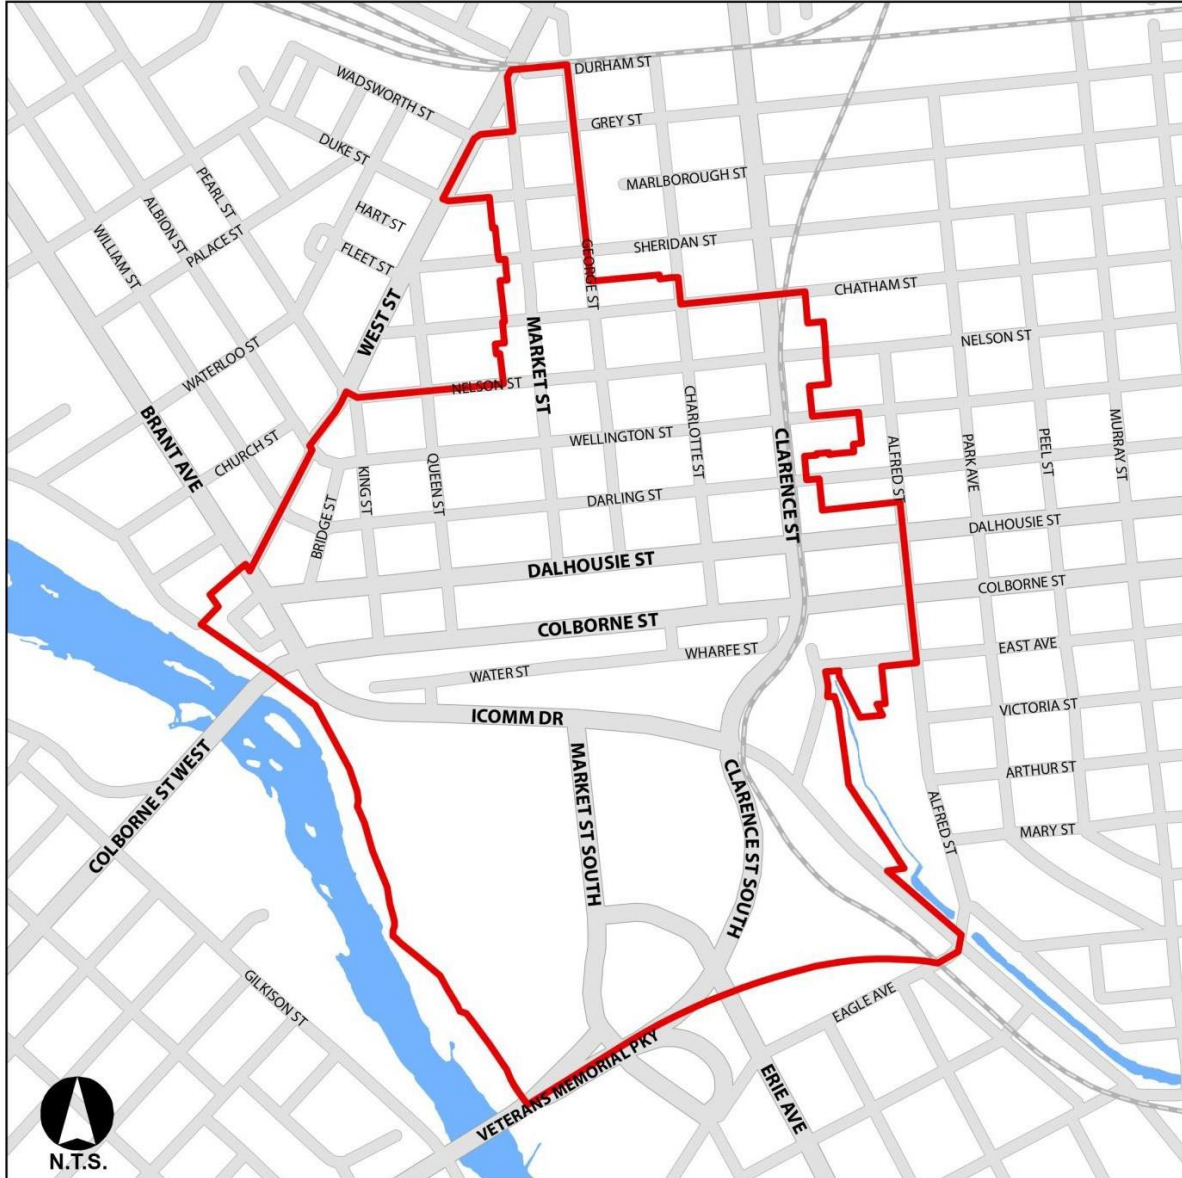 DURHAM ST
WADSWORTH ST
GREY ST
DUKE ST
MARLBOROUGH ST
PEARL ST
HART ST
ALBION ST
PALACE ST
SHERIDAN ST
WILLIAM ST
FLEET ST
GEORGE ST
CHATHAM ST
WEST ST
MARKET ST
NELSON ST
WATERLOO ST
NELSON ST
BRANT AVE
CHURCH ST
WELLINGTON ST
CHARLOTTE ST
CLARENCE ST
ALFRED ST
PARK AVE
PEEL ST
MURRAY ST
KING ST
QUEEN ST
DARLING ST
BRIDGE ST
DALHOUSIE ST
DALHOUSIE ST
COLBORNE ST
COLBORNE ST
EAST AVE
WHARFE ST
WATER ST
ICOMM DR
VICTORIA ST
COLBORNE ST WEST
MARKET ST SOUTH
CLARENCE ST SOUTH
ARTHUR ST
ALFRED ST
MARY ST
GILKISON ST
EAGLE AVE
VETERANS MEMORIAL PKY
ERIE AVE
N.T.S.